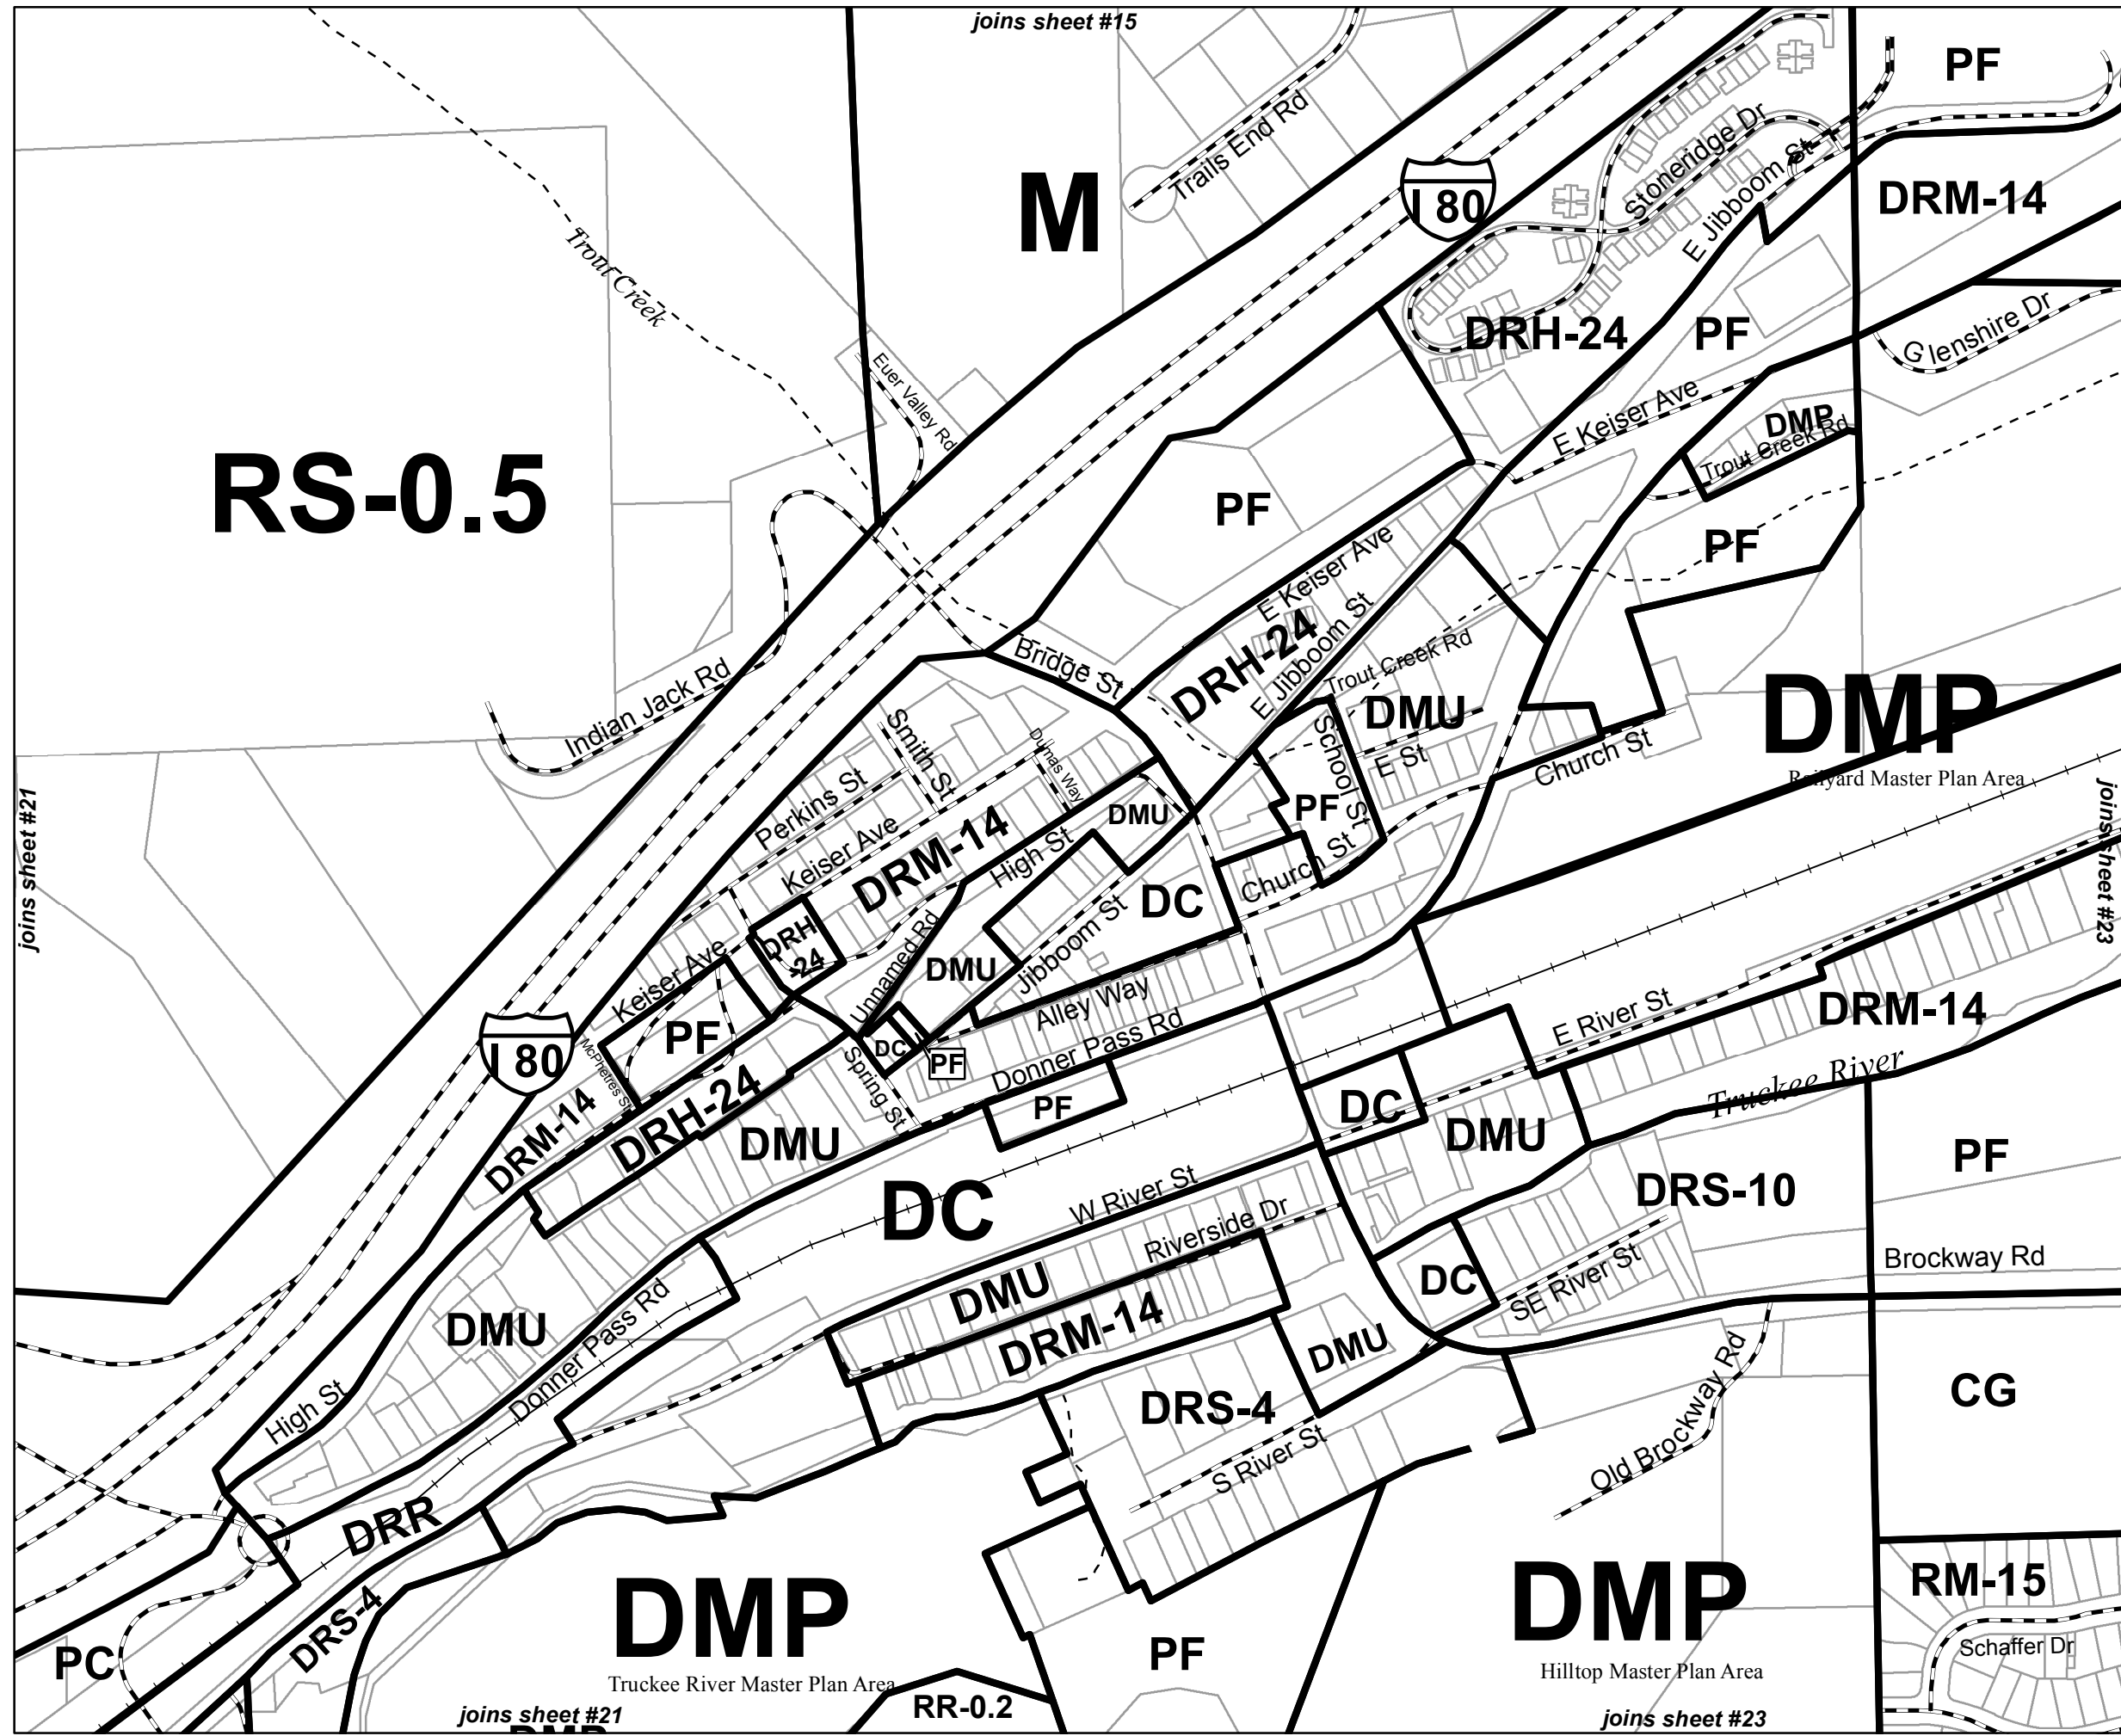 joins sheet #15
PF
M
Trails End Rd
I 80
Stoneridge Dr
E Jibboom St
DRM-14
Trout Creek
DRH-24
PF
Glenshire Dr
Euer Valley Rd
E Keiser Ave
DMP
Trout Creek Rd
RS-0.5
PF
PF
E Keiser Ave
DRH-24
E Jibboom St
Bridge St
Trout Creek Rd
Indian Jack Rd
DMU
DMP
Railyard Master Plan Area
School St
E St
Church St
Smith St
Dumas Way
Perkins St
Keiser Ave
DRM-14
High St
DMU
PF
Church St
joins sheet #21
joins sheet #23
DC
DRH
-24
Unnamed Rd
DMU
Jibboom St
Alley Way
Keiser Ave
PF
I 80
McPhetres St
DC
PF
Spring St
Donner Pass Rd
PF
E River St
DRM-14
Truckee River
DRM-14
DRH-24
DMU
DC
DMU
DC
W River St
Riverside Dr
DRS-10
PF
Brockway Rd
DMU
DRM-14
DC
SE River St
DMU
Donner Pass Rd
High St
DMU
DRS-4
S River St
Old Brockway Rd
CG
DRR
DRS-4
PC
DMP
Truckee River Master Plan Area
PF
DMP
Hilltop Master Plan Area
RM-15
Schaffer Dr
RR-0.2
joins sheet #21
DMP
joins sheet #23